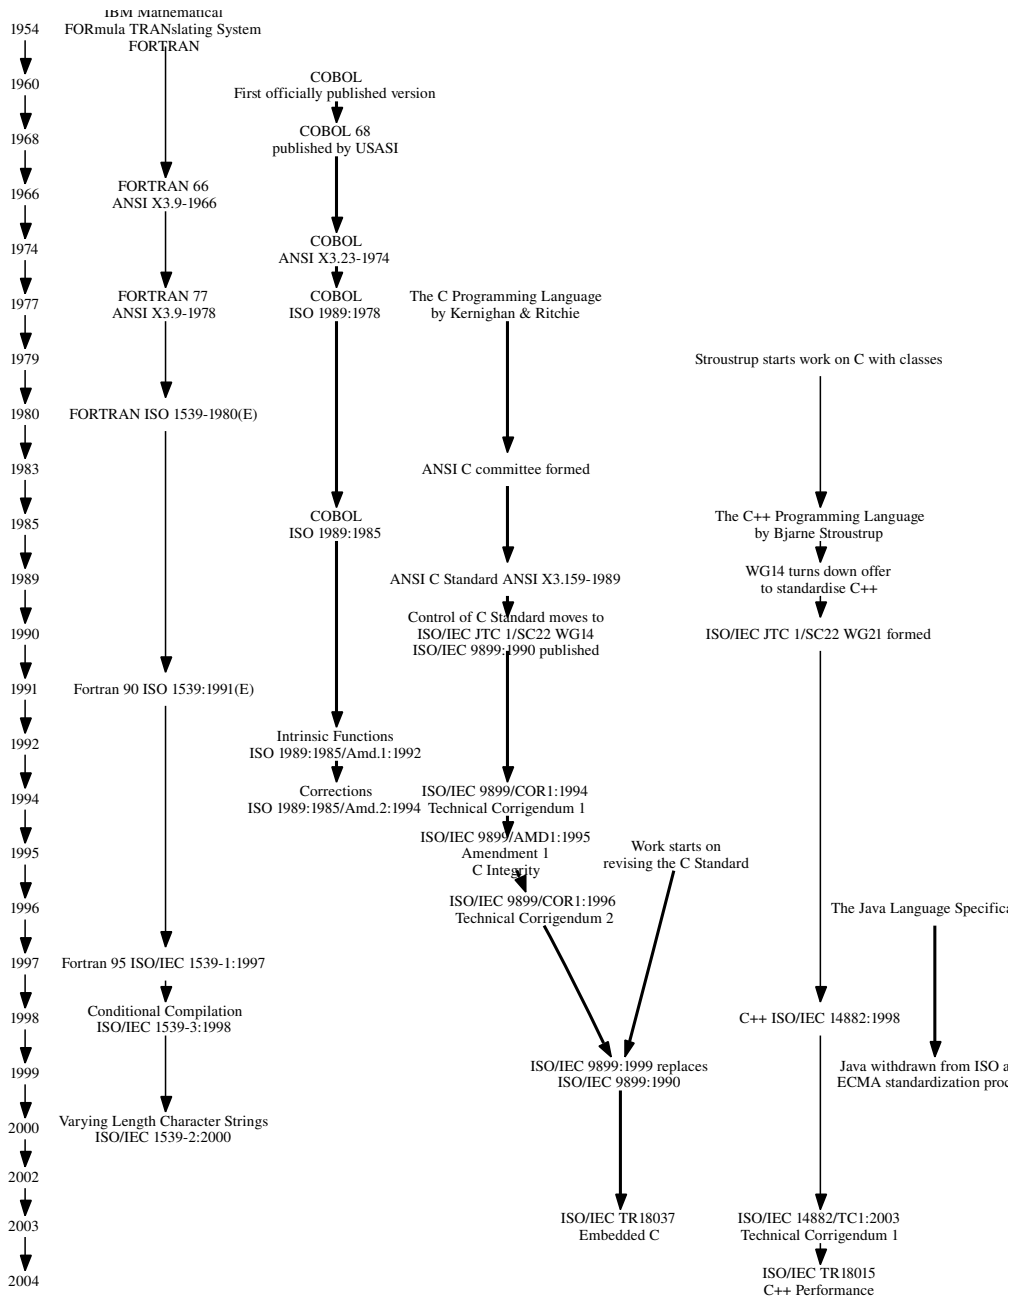 IBM Mathematical
1954
FORmula TRANslating System
FORTRAN
1960
COBOL
First officially published version
1968
COBOL 68
published by USASI
1966
FORTRAN 66
ANSI X3.9-1966
1974
COBOL
ANSI X3.23-1974
1977
FORTRAN 77
ANSI X3.9-1978
COBOL
ISO 1989:1978
The C Programming Language
by Kernighan & Ritchie
1979
Stroustrup starts work on C with classes
1980
FORTRAN ISO 1539-1980(E)
1983
ANSI C committee formed
1985
COBOL
ISO 1989:1985
The C++ Programming Language
by Bjarne Stroustrup
1989
ANSI C Standard ANSI X3.159-1989
WG14 turns down offer
to standardise C++
1990
Control of C Standard moves to
ISO/IEC JTC 1/SC22 WG14
ISO/IEC 9899:1990 published
ISO/IEC JTC 1/SC22 WG21 formed
1991
Fortran 90 ISO 1539:1991(E)
1992
Intrinsic Functions
ISO 1989:1985/Amd.1:1992
1994
Corrections
ISO 1989:1985/Amd.2:1994
ISO/IEC 9899/COR1:1994
Technical Corrigendum 1
1995
ISO/IEC 9899/AMD1:1995
Amendment 1
C Integrity
Work starts on
revising the C Standard
1996
ISO/IEC 9899/COR1:1996
Technical Corrigendum 2
The Java Language Specifica
1997
Fortran 95 ISO/IEC 1539-1:1997
1998
Conditional Compilation
ISO/IEC 1539-3:1998
C++ ISO/IEC 14882:1998
1999
ISO/IEC 9899:1999 replaces
ISO/IEC 9899:1990
Java withdrawn from ISO a
ECMA standardization proc
2000
Varying Length Character Strings
ISO/IEC 1539-2:2000
2002
2003
ISO/IEC TR18037
Embedded C
ISO/IEC 14882/TC1:2003
Technical Corrigendum 1
2004
ISO/IEC TR18015
C++ Performance